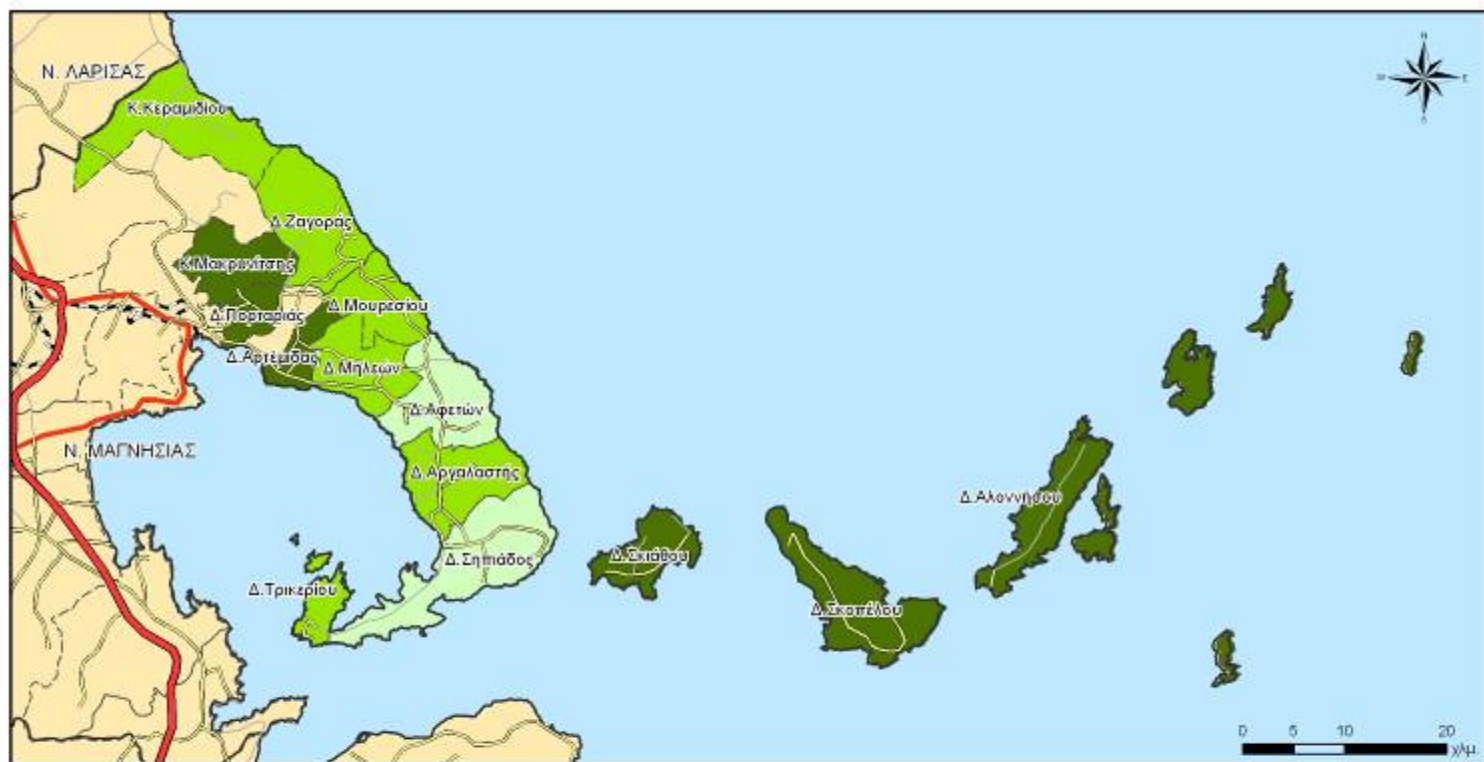 Ν. ΛΑΡΙΣΑΣ
Κ.Κεραμιδίου
Δ.Ζαγοράς
Κ.Μακρυνίτσης
Δ.Πορταριάς
Δ.Μουρεσίου
Δ.Αρτέμιδας
Δ.Μηλεών
Δ.Αφετών
Ν. ΜΑΓΝΗΣΙΑΣ
Δ.Αργαλαστής
Δ.Σηπιάδος
Δ.Τρικερίου
Δ.Σκιάθου
Δ.Σκοπέλου
Δ.Αλοννήσου
N
W
E
S
0 5 10 20
χλμ.